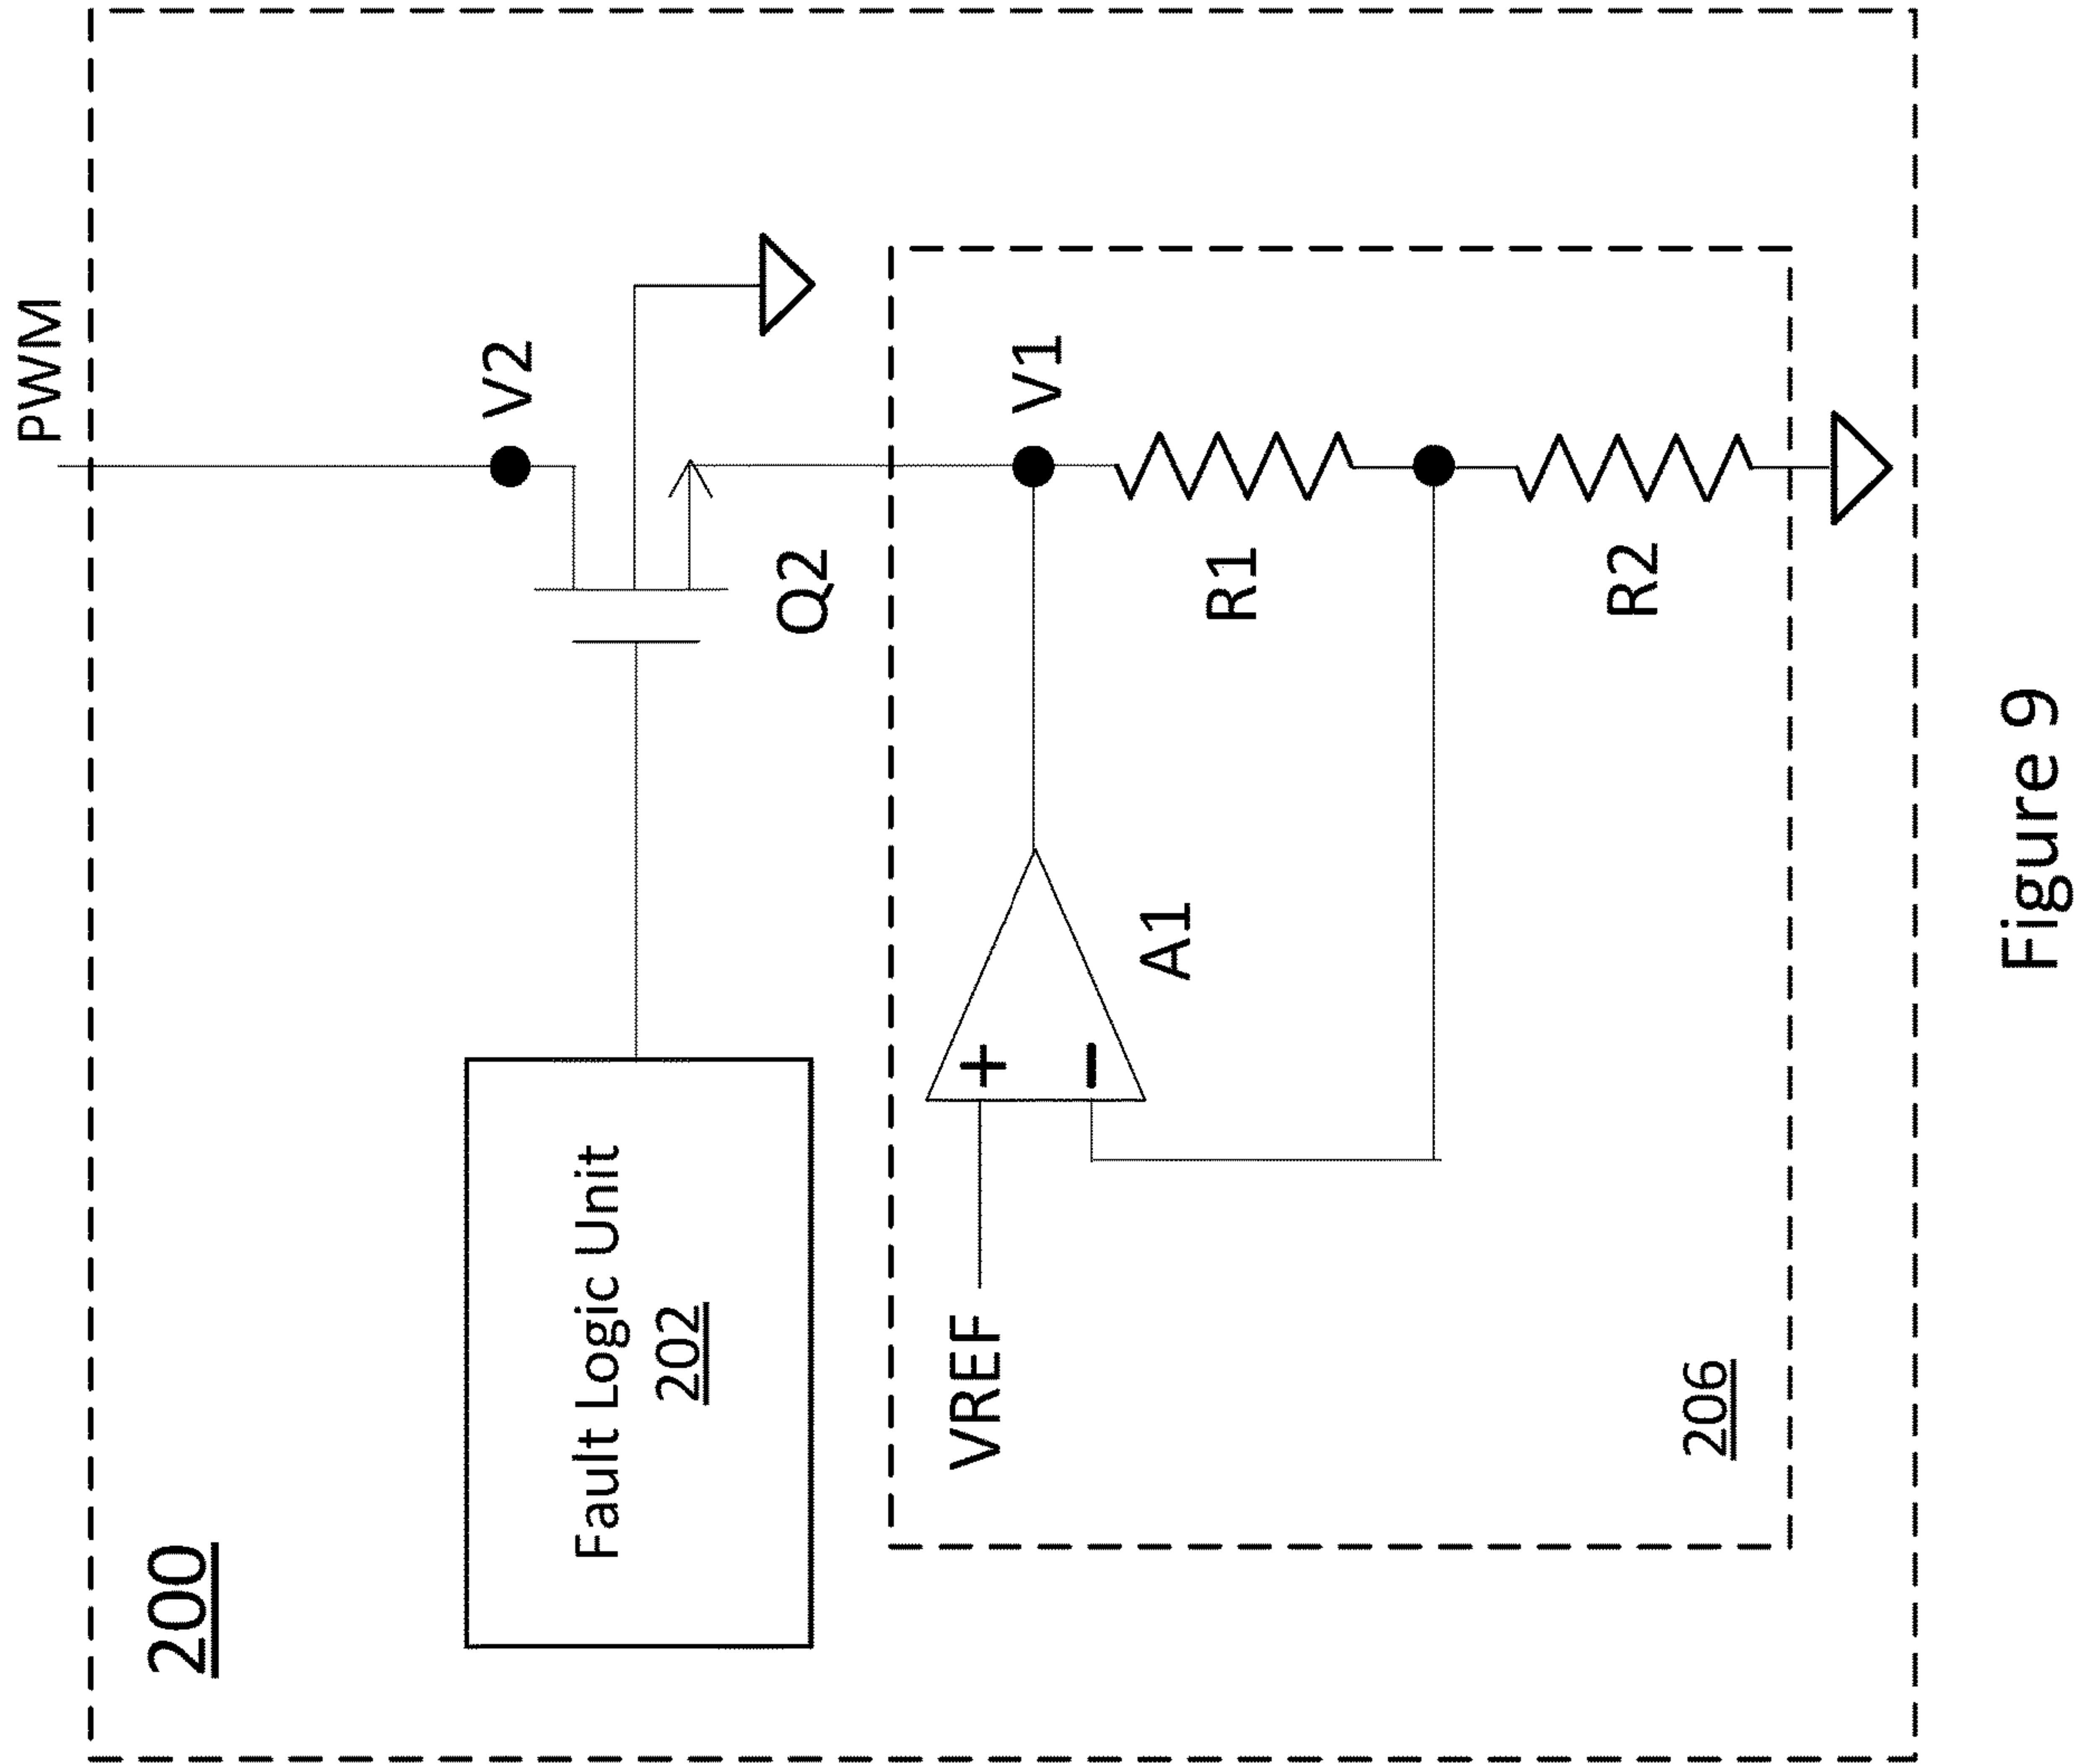 200
PWM
V2
Fault Logic Unit
202
Q2
VREF
+
−
A1
V1
R1
R2
206
Figure 9